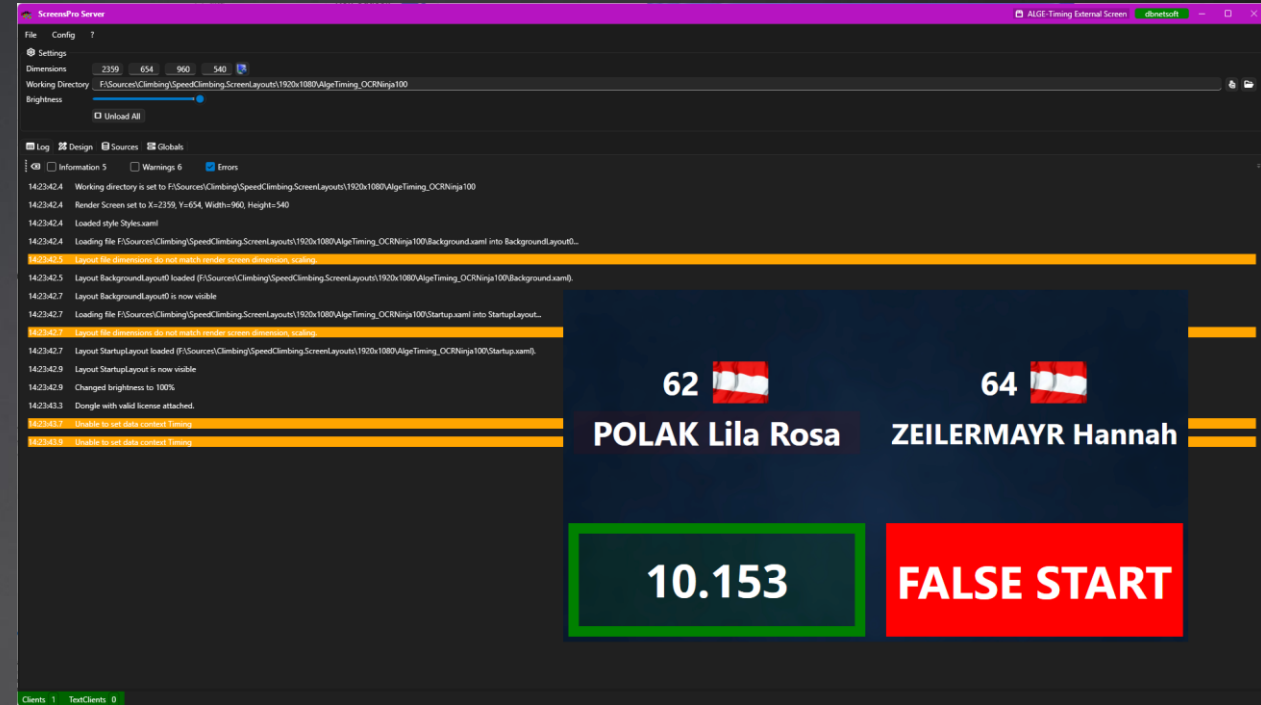 ScreensPro Server
ALGE-Timing External Screen dbnetsoft
File Config ?
Settings
Dimensions 2359 654 960 540
Working Directory F:\Sources\Climbing\SpeedClimbing.ScreenLayouts\1920x1080\AlgeTiming_OCRNinja100
Brightness
Unload All
Log Design Sources Globals
Information 5 Warnings 6 Errors
14:23:42.4 Working directory is set to F:\Sources\Climbing\SpeedClimbing.ScreenLayouts\1920x1080\AlgeTiming_OCRNinja100
14:23:42.4 Render Screen set to X=2359, Y=654, Width=960, Height=540
14:23:42.4 Loaded style Styles.xaml
14:23:42.4 Loading file F:\Sources\Climbing\SpeedClimbing.ScreenLayouts\1920x1080\AlgeTiming_OCRNinja100\Background.xaml into BackgroundLayout0...
14:23:42.5 Layout file dimensions do not match render screen dimension, scaling.
14:23:42.5 Layout BackgroundLayout0 loaded (F:\Sources\Climbing\SpeedClimbing.ScreenLayouts\1920x1080\AlgeTiming_OCRNinja100\Background.xaml).
14:23:42.7 Layout BackgroundLayout0 is now visible
14:23:42.7 Loading file F:\Sources\Climbing\SpeedClimbing.ScreenLayouts\1920x1080\AlgeTiming_OCRNinja100\Startup.xaml into StartupLayout...
14:23:42.7 Layout file dimensions do not match render screen dimension, scaling.
14:23:42.7 Layout StartupLayout loaded (F:\Sources\Climbing\SpeedClimbing.ScreenLayouts\1920x1080\AlgeTiming_OCRNinja100\Startup.xaml).
14:23:42.9 Layout StartupLayout is now visible
14:23:42.9 Changed brightness to 100%
14:23:43.3 Dongle with valid license attached.
14:23:43.7 Unable to set data context Timing
14:23:43.9 Unable to set data context Timing
62 64
POLAK Lila Rosa ZEILERMAYR Hannah
10.153 FALSE START
Clients 1 TextClients 0